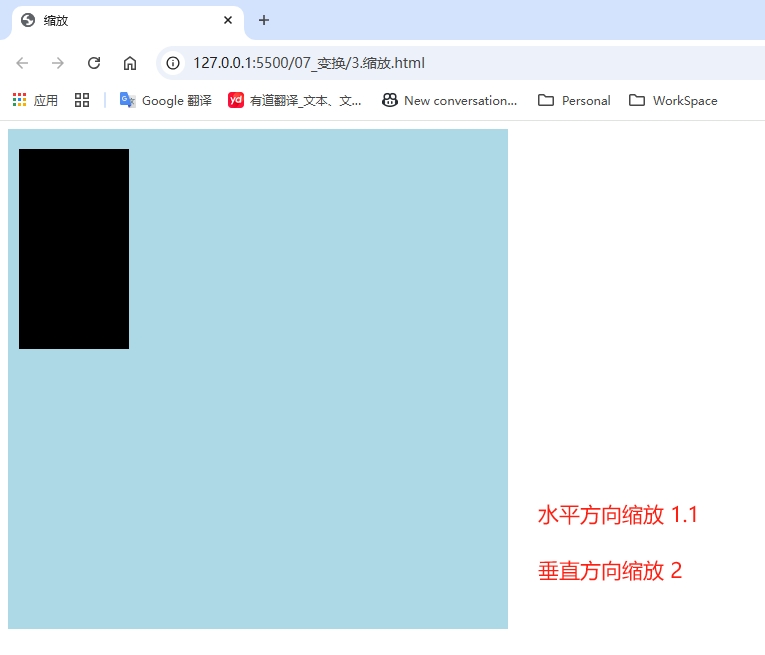 缩放
127.0.0.1:5500/07_变换/3.缩放.html
应用
Google 翻译
yd
有道翻译_文本、文...
New conversation...
Personal
WorkSpace
水平方向缩放 1.1
垂直方向缩放 2